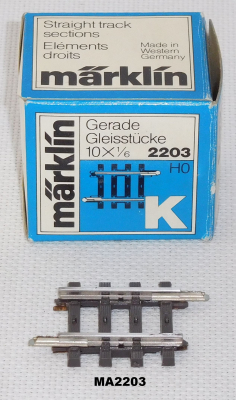 Straight track
sections
Eléments
droits
Made in
Western
Germany
märklin
märklin
Gerade
Gleisstücke
10X1/6 2203
H0
K
MA2203